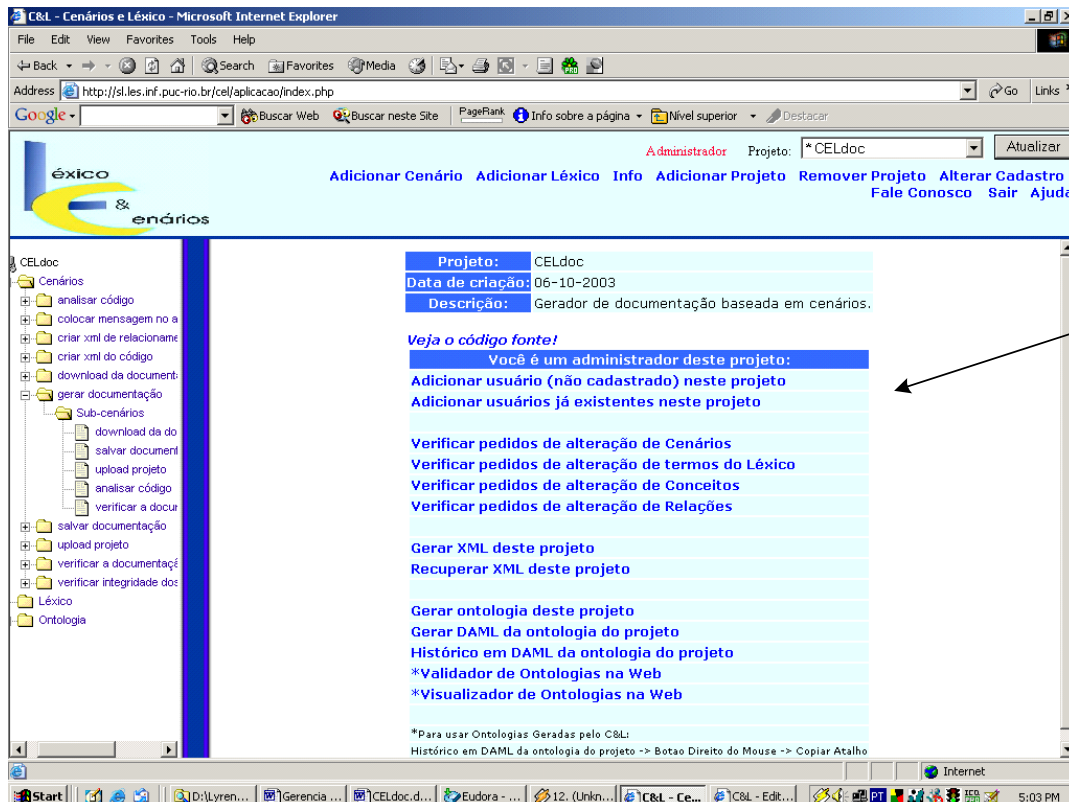 C&L - Cenários e Léxico - Microsoft Internet Explorer
File Edit View Favorites Tools Help
Back Search Favorites Media
Address http://sl.les.inf.puc-rio.br/cel/aplicacao/index.php Go Links
Google Buscar Web Buscar neste Site PageRank Info sobre a página Nível superior Destacar
Administrador Projeto: *CELdoc Atualizar
éxico & enários
Adicionar Cenário Adicionar Léxico Info Adicionar Projeto Remover Projeto Alterar Cadastro
Fale Conosco Sair Ajuda
CELdoc
Cenários
analisar código
colocar mensagem no a
criar xml de relacioname
criar xml do código
download da document
gerar documentação
Sub-cenários
download da do
salvar document
upload projeto
analisar código
verificar a docur
salvar documentação
upload projeto
verificar a documentaçã
verificar integridade dos
Léxico
Ontologia
Projeto: CELdoc
Data de criação: 06-10-2003
Descrição: Gerador de documentação baseada em cenários.
Veja o código fonte!
Você é um administrador deste projeto:
Adicionar usuário (não cadastrado) neste projeto
Adicionar usuários já existentes neste projeto
Verificar pedidos de alteração de Cenários
Verificar pedidos de alteração de termos do Léxico
Verificar pedidos de alteração de Conceitos
Verificar pedidos de alteração de Relações
Gerar XML deste projeto
Recuperar XML deste projeto
Gerar ontologia deste projeto
Gerar DAML da ontologia do projeto
Histórico em DAML da ontologia do projeto
*Validador de Ontologias na Web
*Visualizador de Ontologias na Web
*Para usar Ontologias Geradas pelo C&L:
Histórico em DAML da ontologia do projeto -> Botao Direito do Mouse -> Copiar Atalho
Internet
Start D:\Lyren... Gerencia ... CELdoc.d... Eudora - ... 12. (Unkn... C&L - Ce... C&L - Edit... PT 5:03 PM